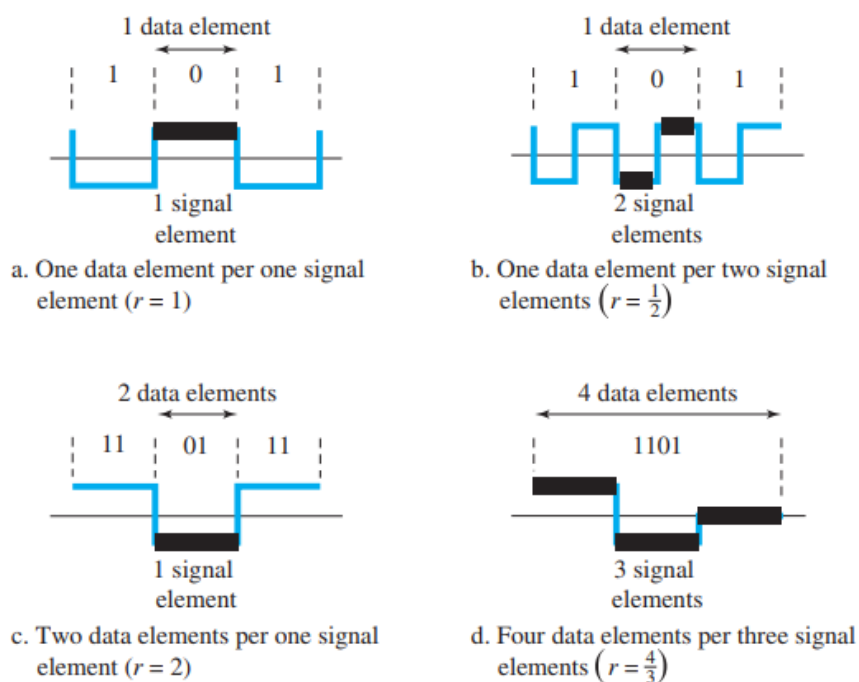 1 data element
1 0 1
1 signal
element
a. One data element per one signal
element (r = 1)
1 data element
1 0 1
2 signal
elements
b. One data element per two signal
elements (r = 1/2)
2 data elements
11 01 11
1 signal
element
c. Two data elements per one signal
element (r = 2)
4 data elements
1101
3 signal
elements
d. Four data elements per three signal
elements (r = 4/3)